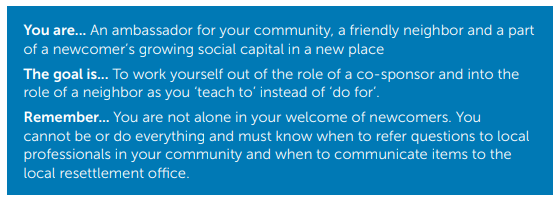 You are... An ambassador for your community, a friendly neighbor and a part
of a newcomer's growing social capital in a new place
The goal is... To work yourself out of the role of a co-sponsor and into the
role of a neighbor as you 'teach to' instead of 'do for'.
Remember... You are not alone in your welcome of newcomers. You
cannot be or do everything and must know when to refer questions to local
professionals in your community and when to communicate items to the
local resettlement office.